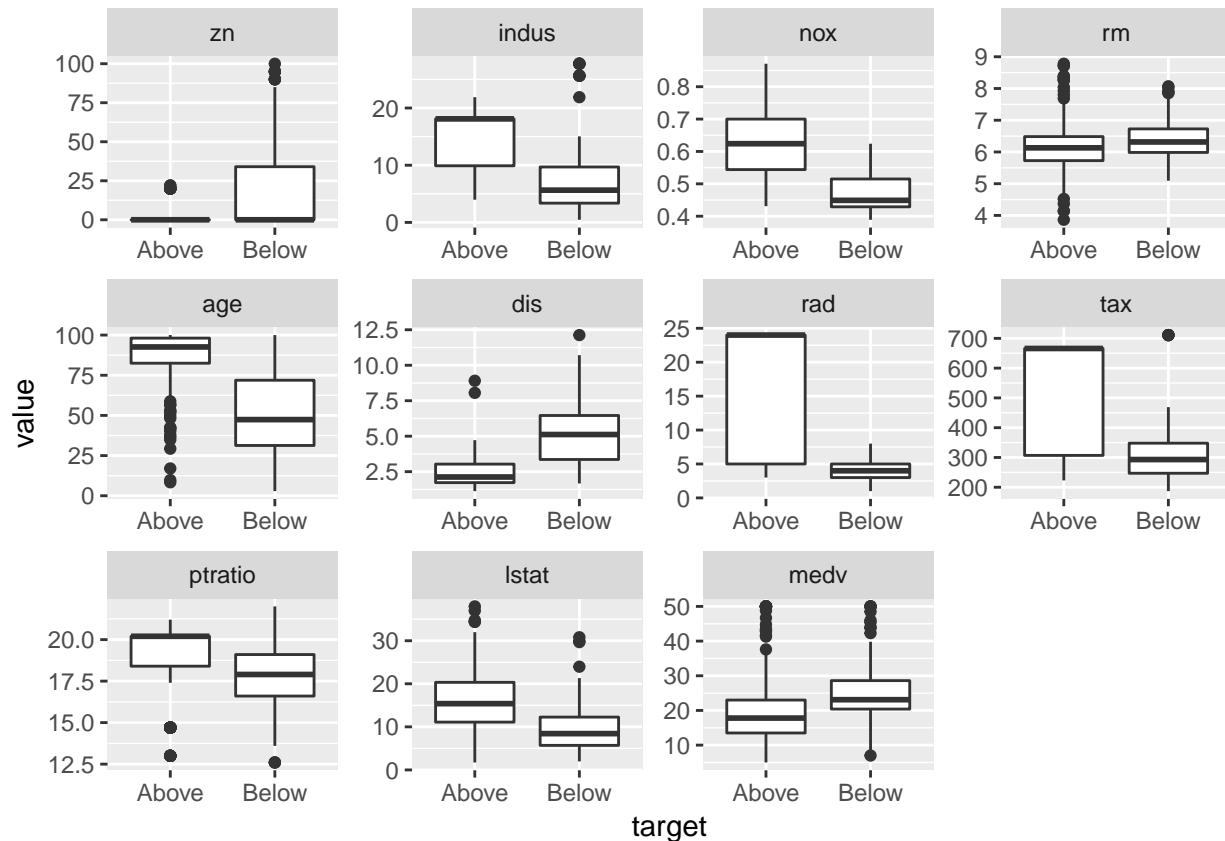 zn indus nox rm
100 75 50 25 0
20 10 0
0.8 0.7 0.6 0.5 0.4
9 8 7 6 5 4
Above Below Above Below Above Below Above Below
age dis rad tax
100 75 50 25 0
12.5 10.0 7.5 5.0 2.5
25 20 15 10 5 0
700 600 500 400 300 200
Above Below Above Below Above Below Above Below
value
ptratio lstat medv
20.0 17.5 15.0 12.5
30 20 10 0
50 40 30 20 10
Above Below Above Below Above Below
target